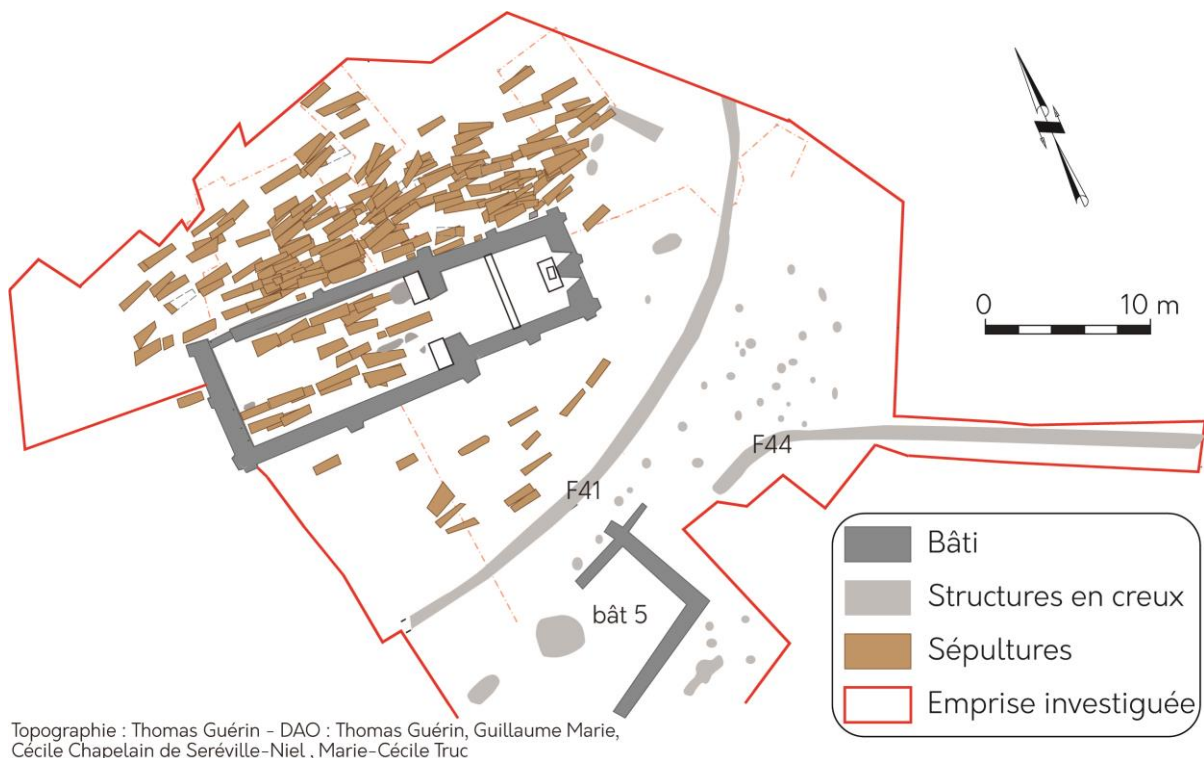 0 10 m
F44
F41
bât 5
Bâti
Structures en creux
Sépultures
Emprise investiguée
Topographie : Thomas Guérin - DAO : Thomas Guérin, Guillaume Marie,
Cécile Chapelain de Seréville-Niel , Marie-Cécile Truc